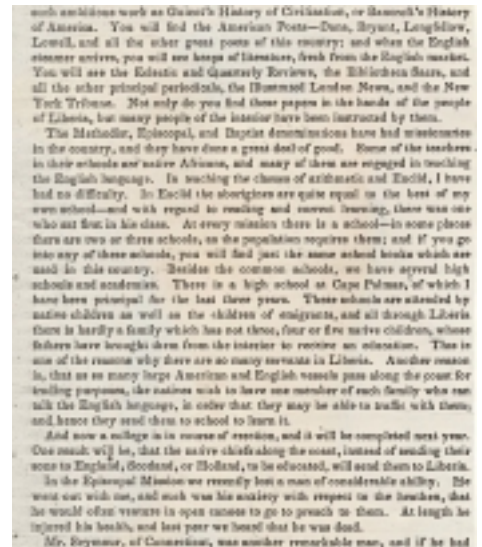 such ambitious work as Guizot's History of Civilization, or Bancroft's History
of America. You will find the American Poets—Dana, Bryant, Longfellow,
Lowell, and all the other great poets of this country; and when the English
steamer arrives, you will see heaps of literature, fresh from the English market.
You will see the Eclectic and Quarterly Reviews, the Bibliotheca Sacra, and
all the other principal periodicals, the Illustrated London News, and the New
York Tribune. Not only do you find these papers in the hands of the people
of Liberia, but many people of the interior have been instructed by them.
The Methodist, Episcopal, and Baptist denominations have had missionaries
in the country, and they have done a great deal of good. Some of the teachers
in their schools are native Africans, and many of them are engaged in teaching
the English language. In teaching the classes of arithmetic and Euclid, I have
had no difficulty. In Euclid the aborigines are quite equal to the best of my
own school—and with regard to reading and correct learning, there was one
who sat first in his class. At every mission there is a school—in some places
there are two or three schools, as the population requires them; and if you go
into any of these schools, you will find just the same school books which are
used in this country. Besides the common schools, we have several high
schools and academies. There is a high school at Cape Palmas, of which I
have been principal for the last three years. These schools are attended by
native children as well as the children of emigrants, and all through Liberia
there is hardly a family which has not three, four or five native children, whose
fathers have brought them from the interior to receive an education. That is
one of the reasons why there are so many servants in Liberia. Another reason
is, that as so many large American and English vessels pass along the coast for
trading purposes, the natives wish to have one member of each family who can
talk the English language, in order that they may be able to traffic with them,
and hence they send them to school to learn it.
And now a college is in course of erection, and it will be completed next year.
One result will be, that the native chiefs along the coast, instead of sending their
sons to England, Scotland, or Holland, to be educated, will send them to Liberia.
In the Episcopal Mission we recently lost a man of considerable ability. He
went out with me, and such was his anxiety with respect to the heathen, that
he would often venture in open canoes to go to preach to them. At length he
injured his health, and last year we heard that he was dead.
Mr. Seymour, of Connecticut, was another remarkable man, and if he had